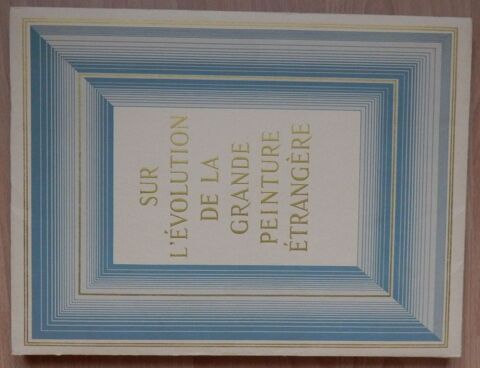 SUR
L'ÉVOLUTION
DE LA
GRANDE
PEINTURE
ÉTRANGÈRE